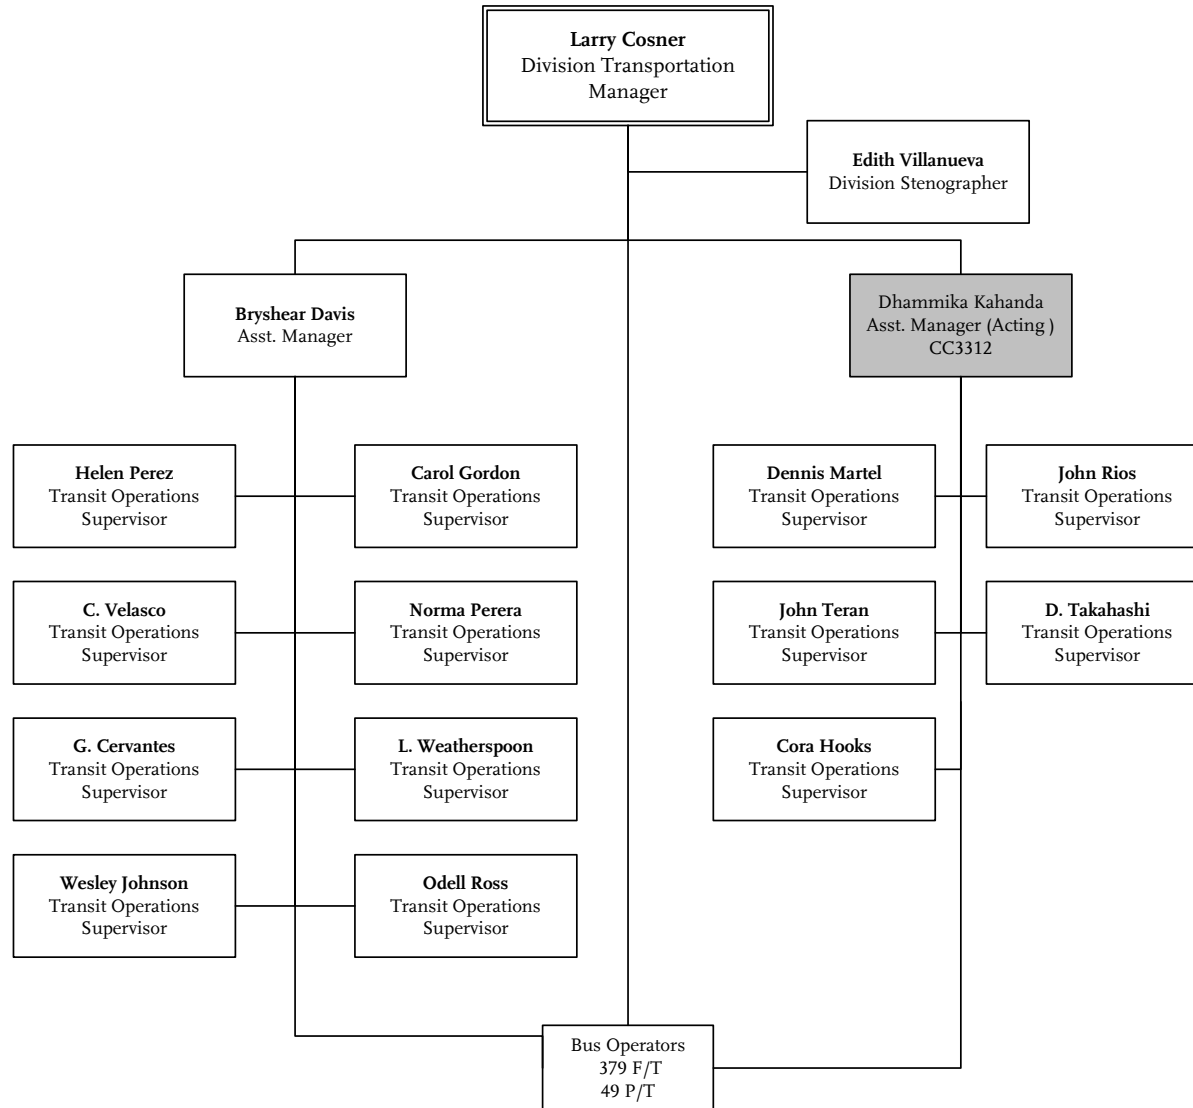 Larry Cosner
Division Transportation
Manager
Edith Villanueva
Division Stenographer
Bryshear Davis
Asst. Manager
Dhammika Kahanda
Asst. Manager (Acting )
CC3312
Helen Perez
Transit Operations
Supervisor
Carol Gordon
Transit Operations
Supervisor
Dennis Martel
Transit Operations
Supervisor
John Rios
Transit Operations
Supervisor
C. Velasco
Transit Operations
Supervisor
Norma Perera
Transit Operations
Supervisor
John Teran
Transit Operations
Supervisor
D. Takahashi
Transit Operations
Supervisor
G. Cervantes
Transit Operations
Supervisor
L. Weatherspoon
Transit Operations
Supervisor
Cora Hooks
Transit Operations
Supervisor
Wesley Johnson
Transit Operations
Supervisor
Odell Ross
Transit Operations
Supervisor
Bus Operators
379 F/T
49 P/T